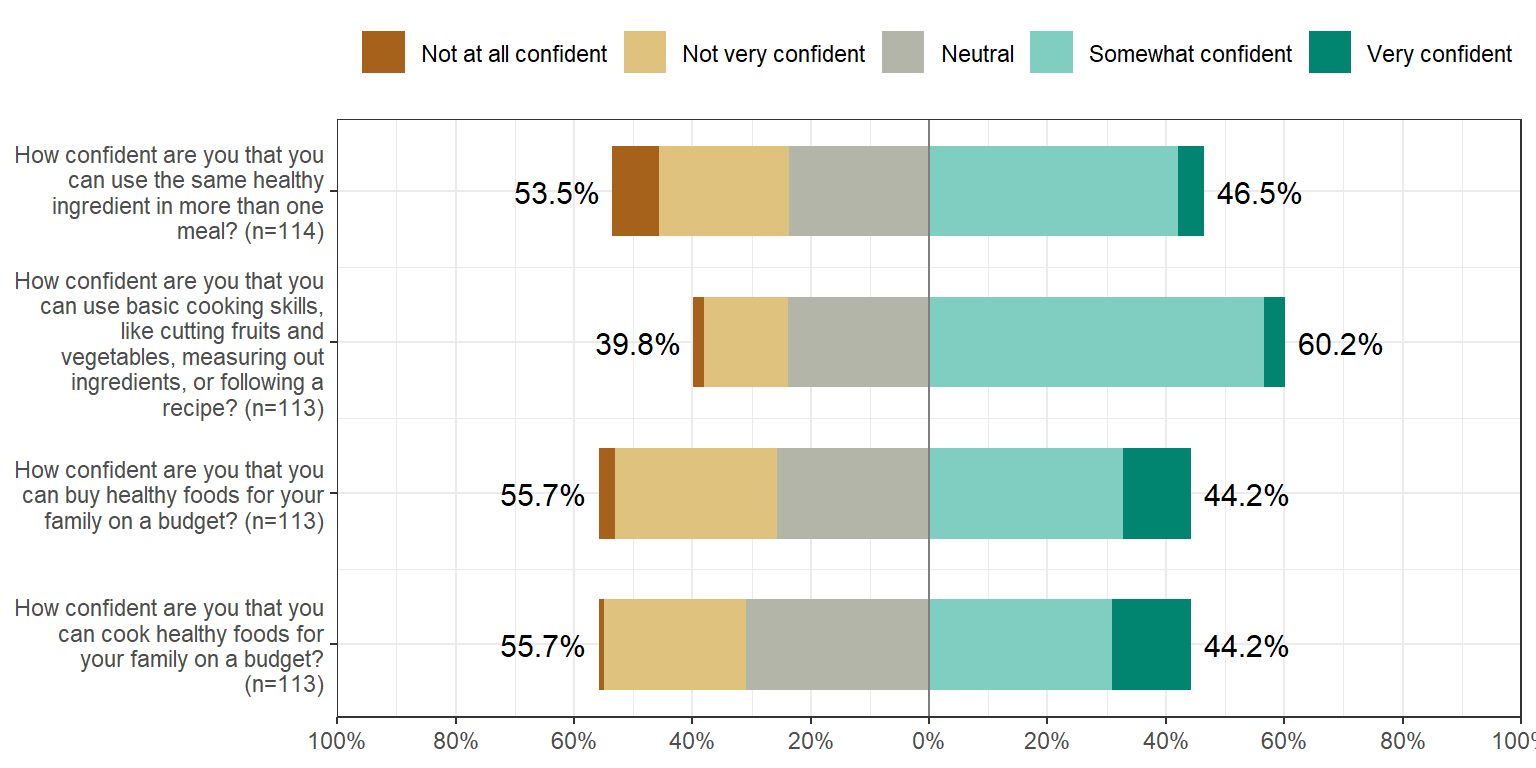 Not at all confident Not very confident Neutral Somewhat confident Very confident
How confident are you that you
can use the same healthy
ingredient in more than one
meal? (n=114)
53.5% 46.5%
How confident are you that you
can use basic cooking skills,
like cutting fruits and
vegetables, measuring out
ingredients, or following a
recipe? (n=113)
39.8% 60.2%
How confident are you that you
can buy healthy foods for your
family on a budget? (n=113)
55.7% 44.2%
How confident are you that you
can cook healthy foods for
your family on a budget?
(n=113)
55.7% 44.2%
100% 80% 60% 40% 20% 0% 20% 40% 60% 80% 100%